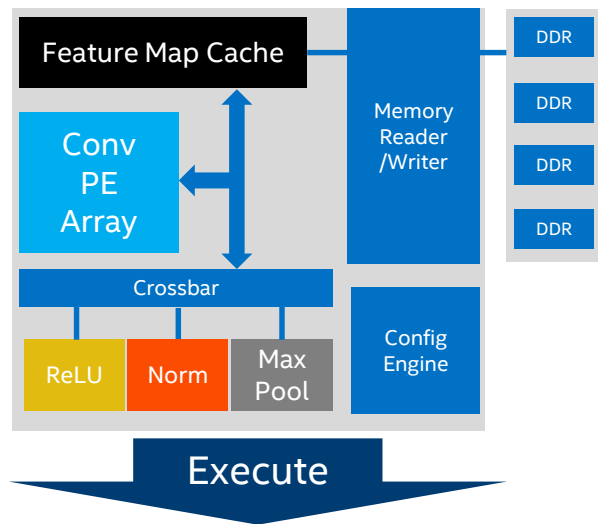 Feature Map Cache
Conv
PE
Array
Memory
Reader
/Writer
DDR
DDR
DDR
DDR
Crossbar
ReLU
Norm
Max
Pool
Config
Engine
Execute